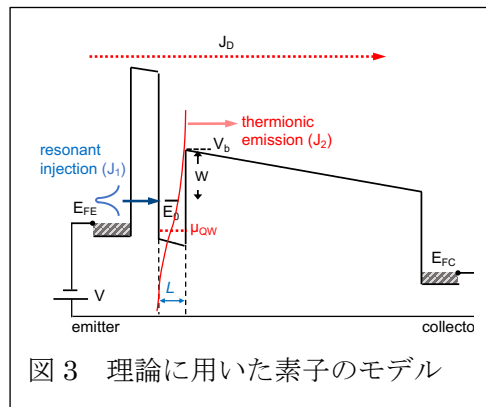 J_D
thermionic
emission (J_2)
resonant
injection (J_1)
V_b
W
E_0
E_FE
μ_QW
E_FC
L
V
emitter
collecto
図 3　理論に用いた素子のモデル